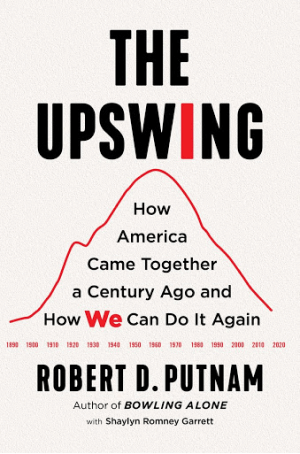 THE
UPSWING
How
America
Came Together
a Century Ago and
How We Can Do It Again
1890 1900 1910 1920 1930 1940 1950 1960 1970 1980 1990 2000 2010 2020
ROBERT D. PUTNAM
Author of BOWLING ALONE
with Shaylyn Romney Garrett